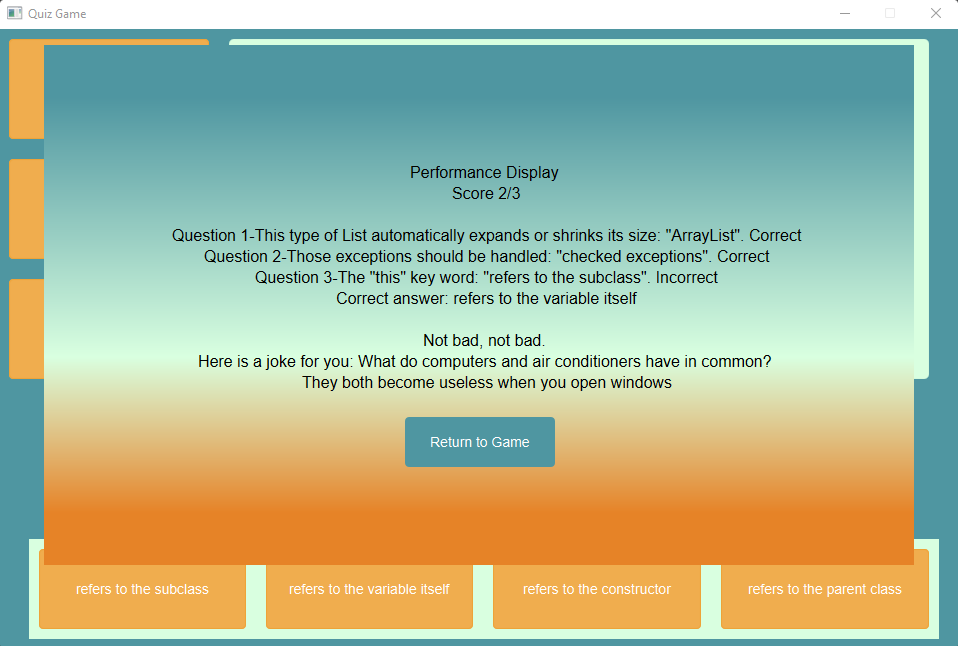 Quiz Game
Performance Display
Score 2/3
Question 1-This type of List automatically expands or shrinks its size: "ArrayList". Correct
Question 2-Those exceptions should be handled: "checked exceptions". Correct
Question 3-The "this" key word: "refers to the subclass". Incorrect
Correct answer: refers to the variable itself
Not bad, not bad.
Here is a joke for you: What do computers and air conditioners have in common?
They both become useless when you open windows
Return to Game
refers to the subclass
refers to the variable itself
refers to the constructor
refers to the parent class